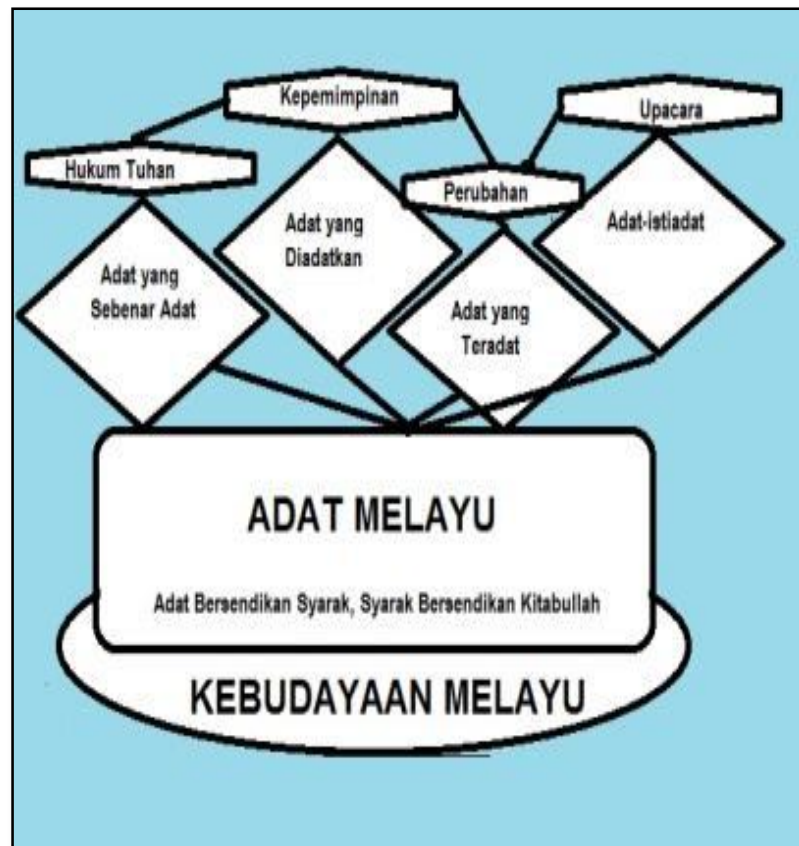 Kepemimpinan
Upacara
Hukum Tuhan
Perubahan
Adat yang
Diadatkan
Adat-Istiadat
Adat yang
Sebenar Adat
Adat yang
Teradat
ADAT MELAYU
Adat Bersendikan Syarak, Syarak Bersendikan Kitabullah
KEBUDAYAAN MELAYU